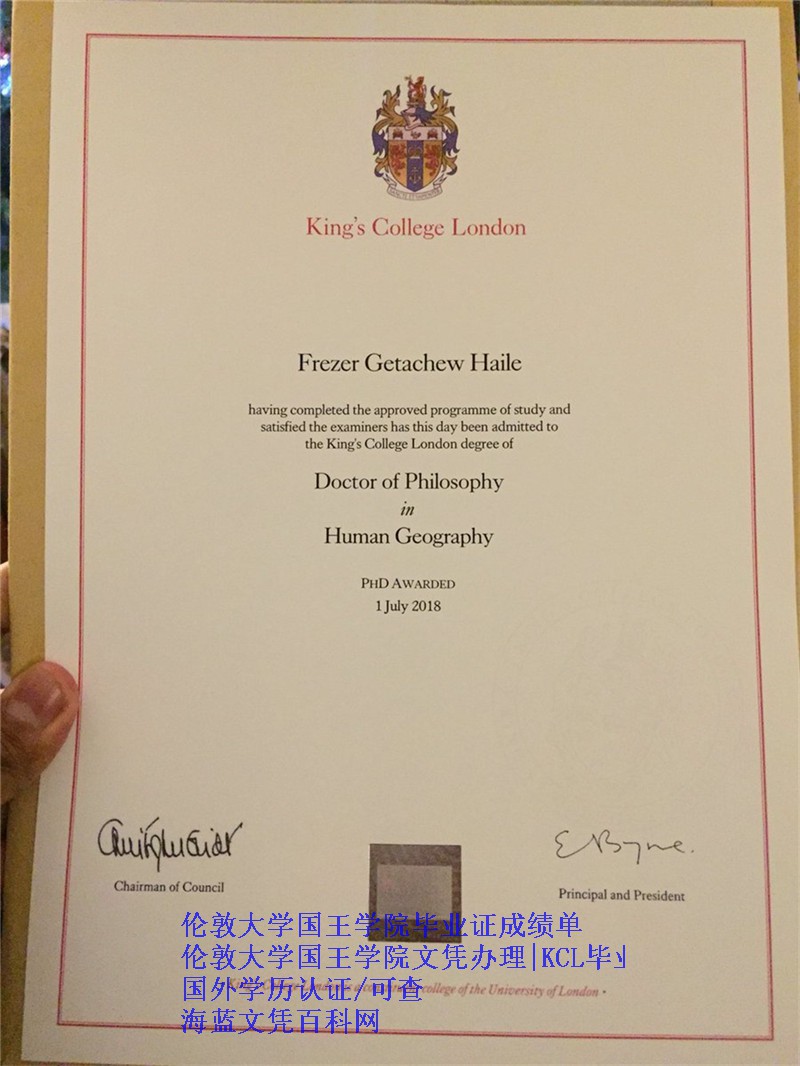 King's College London
Frezer Getachew Haile
having completed the approved programme of study and
satisfied the examiners has this day been admitted to
the King's College London degree of
Doctor of Philosophy
in
Human Geography
PHD AWARDED
1 July 2018
Chairman of Council
Principal and President
伦敦大学国王学院毕业证成绩单
伦敦大学国王学院文凭办理|KCL毕
King's College London is a constituent college of the University of London •
国外学历认证/可查
海蓝文凭百科网